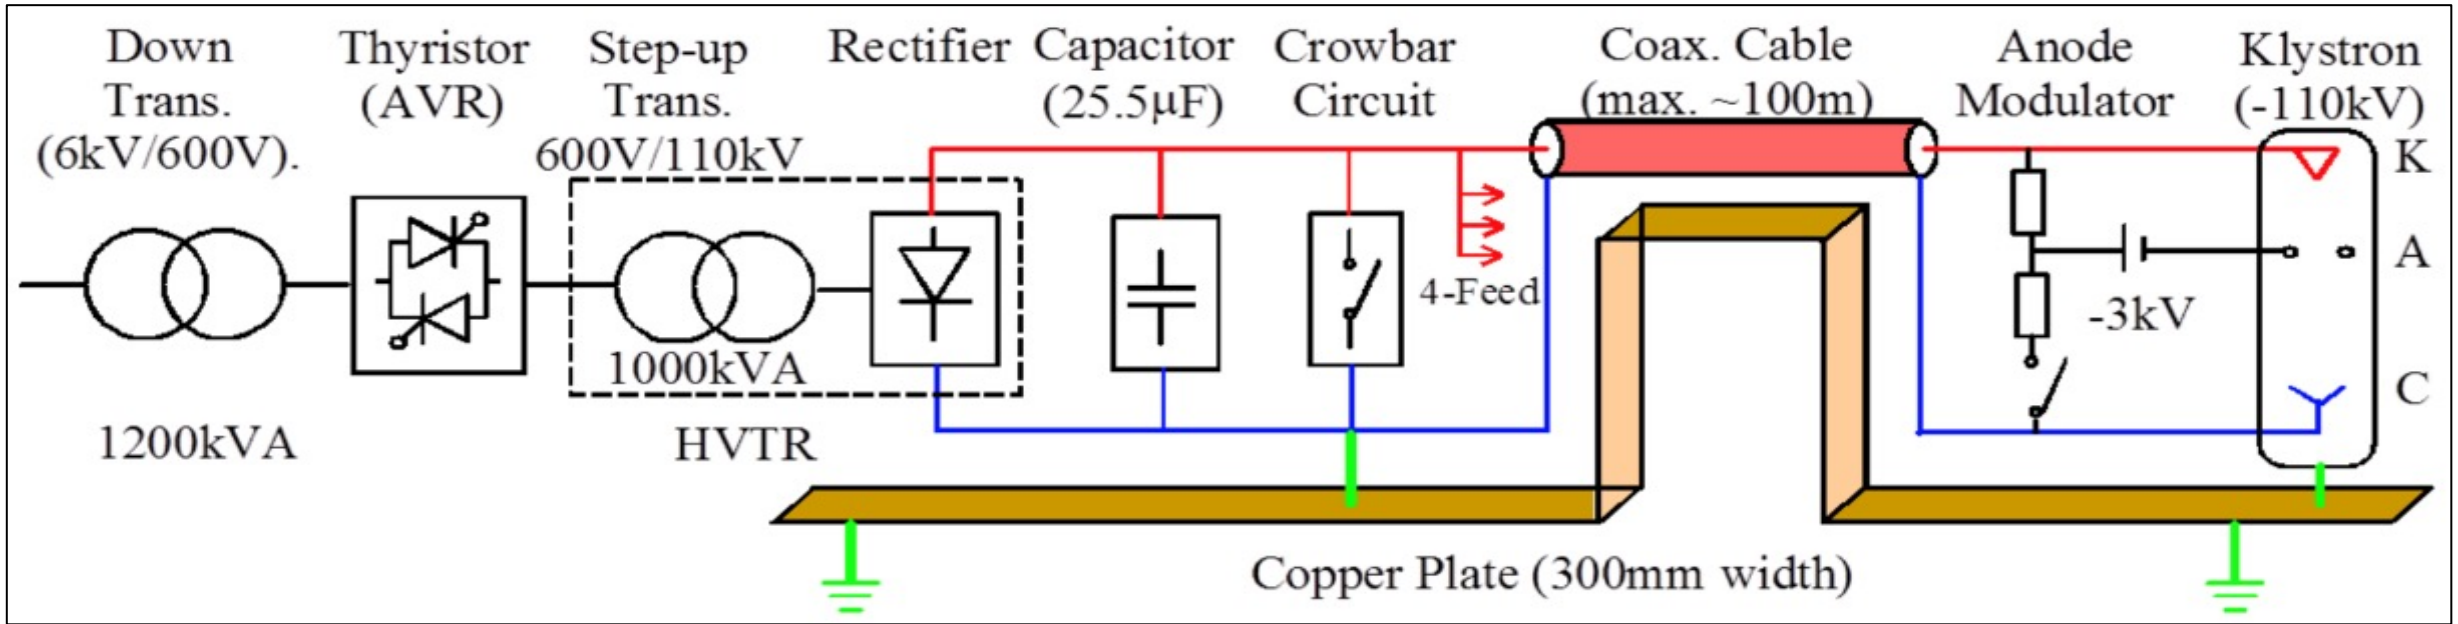 Down
Trans.
(6kV/600V).
Thyristor
(AVR)
Step-up
Trans.
600V/110kV
Rectifier
Capacitor
(25.5μF)
Crowbar
Circuit
Coax. Cable
(max. ~100m)
Anode
Modulator
Klystron
(-110kV)
K
A
C
4-Feed
-3kV
1000kVA
1200kVA
HVTR
Copper Plate (300mm width)